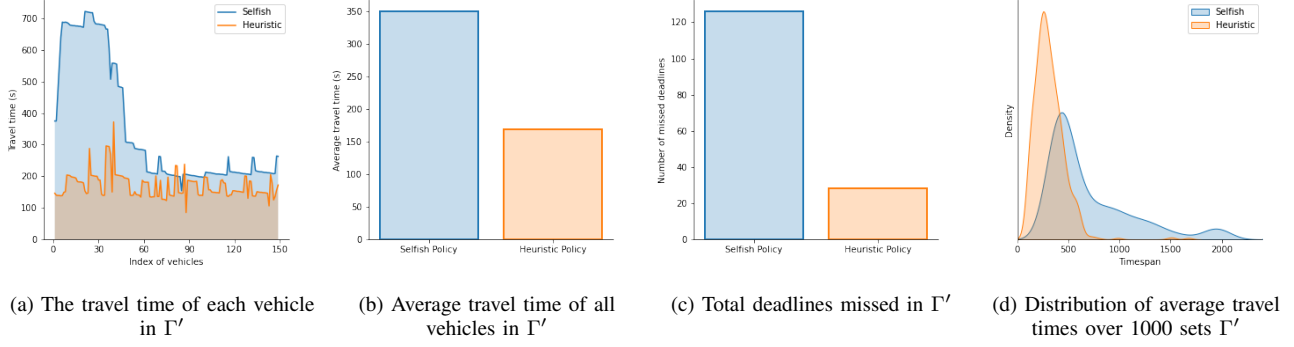 700
600
500
400
300
200
100
0
Travel time (s)
0 30 60 90 120 150
Index of vehicles
Selfish
Heuristic
350
300
250
200
150
100
50
0
Average travel time (s)
Selfish Policy Heuristic Policy
120
100
80
60
40
20
0
Number of missed deadlines
Selfish Policy Heuristic Policy
Density
0 500 1000 1500 2000
Timespan
Selfish
Heuristic
(a) The travel time of each vehicle
in Γ′
(b) Average travel time of all
vehicles in Γ′
(c) Total deadlines missed in Γ′
(d) Distribution of average travel
times over 1000 sets Γ′